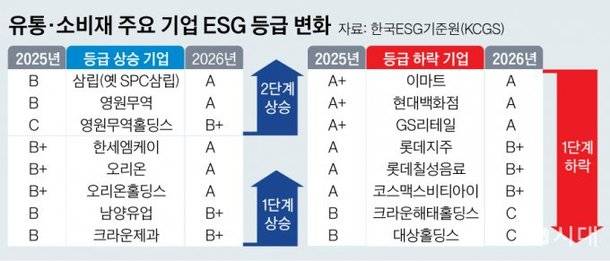 유통·소비재 주요 기업 ESG 등급 변화 자료: 한국ESG기준원(KCGS)
2025년 등급 상승 기업 2026년
B 삼립(옛 SPC삼립) A
B 영원무역 A
C 영원무역홀딩스 B+
2단계
상승
B+ 한세엠케이 A
B+ 오리온 A
B+ 오리온홀딩스 A
B 남양유업 B+
B 크라운제과 B+
1단계
상승
2025년 등급 하락 기업 2026년
A+ 이마트 A
A+ 현대백화점 A
A+ GS리테일 A
A 롯데지주 B+
A 롯데칠성음료 B+
A 코스맥스비티아이 B+
B 크라운해태홀딩스 C
B 대상홀딩스 C
1단계
하락
시대